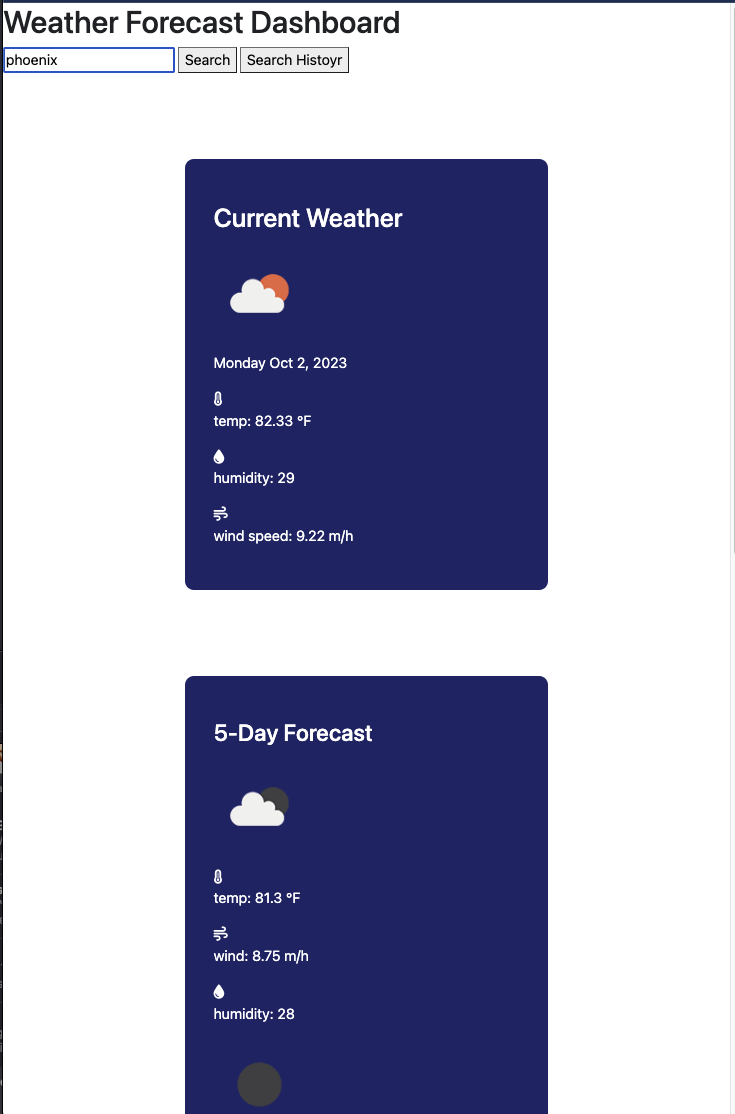 Weather Forecast Dashboard
phoenix Search Search Histoyr
Current Weather
Monday Oct 2, 2023
temp: 82.33 °F
humidity: 29
wind speed: 9.22 m/h
5-Day Forecast
temp: 81.3 °F
wind: 8.75 m/h
humidity: 28